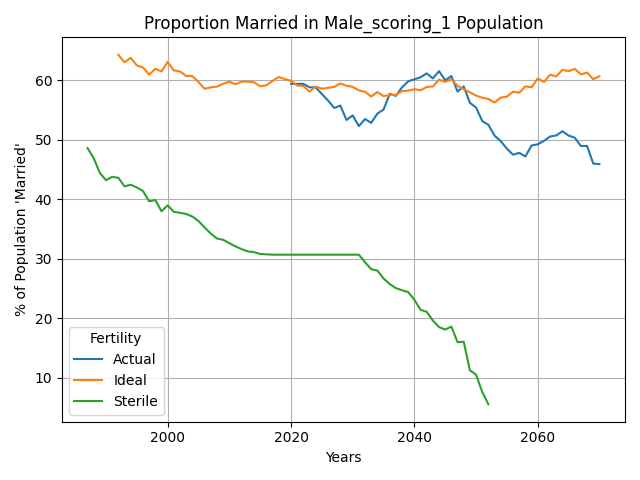 Proportion Married in Male_scoring_1 Population
% of Population 'Married'
60
50
40
30
20
10
Fertility
Actual
Ideal
Sterile
2000 2020 2040 2060
Years